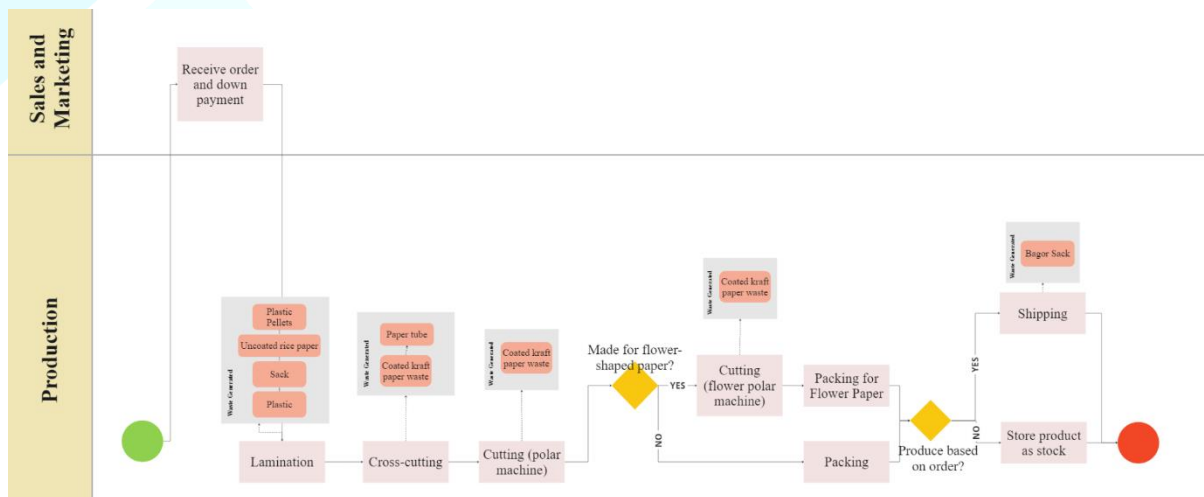 Sales and
Marketing
Receive order
and down
payment
Production
Waste Generated
Plastic
Pellets
Uncoated rice paper
Sack
Plastic
Lamination
Waste Generated
Paper tube
Coated kraft
paper waste
Cross-cutting
Waste Generated
Coated kraft
paper waste
Cutting (polar
machine)
Made for flower-
shaped paper?
YES
NO
Waste Generated
Coated kraft
paper waste
Cutting
(flower polar
machine)
Packing for
Flower Paper
Packing
Produce based
on order?
YES
NO
Waste Generated
Bagor Sack
Shipping
Store product
as stock